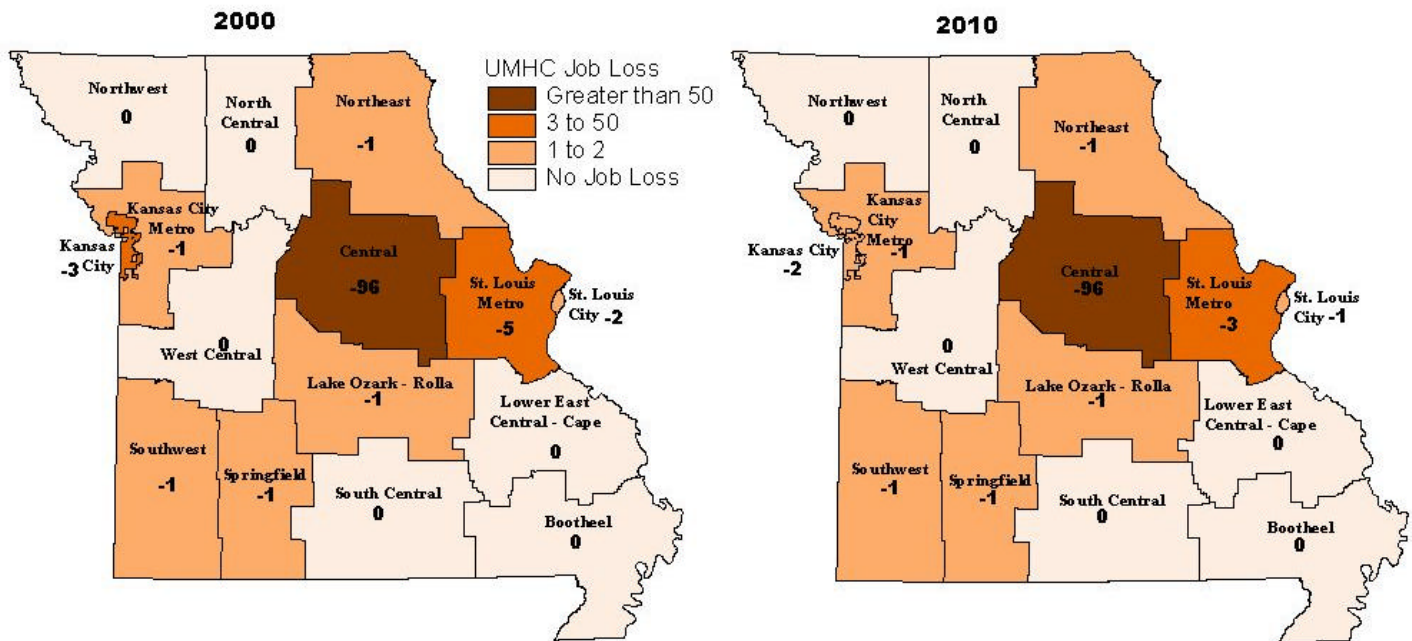 2000
2010
UMHC Job Loss
Greater than 50
3 to 50
1 to 2
No Job Loss
Northwest
0
North
Central
0
Northeast
-1
Kansas City
Metro
-1
Kansas
City
-3
Central
-96
St. Louis
Metro
-5
St. Louis
City -2
0
West Central
Lake Ozark - Rolla
-1
Lower East
Central - Cape
0
Southwest
-1
Springfield
-1
South Central
0
Bootheel
0
Northwest
0
North
Central
0
Northeast
-1
Kansas
City
Metro
-1
Kansas City
-2
Central
-96
St. Louis
Metro
-3
St. Louis
City -1
0
West Central
Lake Ozark - Rolla
-1
Lower East
Central - Cape
0
Southwest
-1
Springfield
-1
South Central
0
Bootheel
0